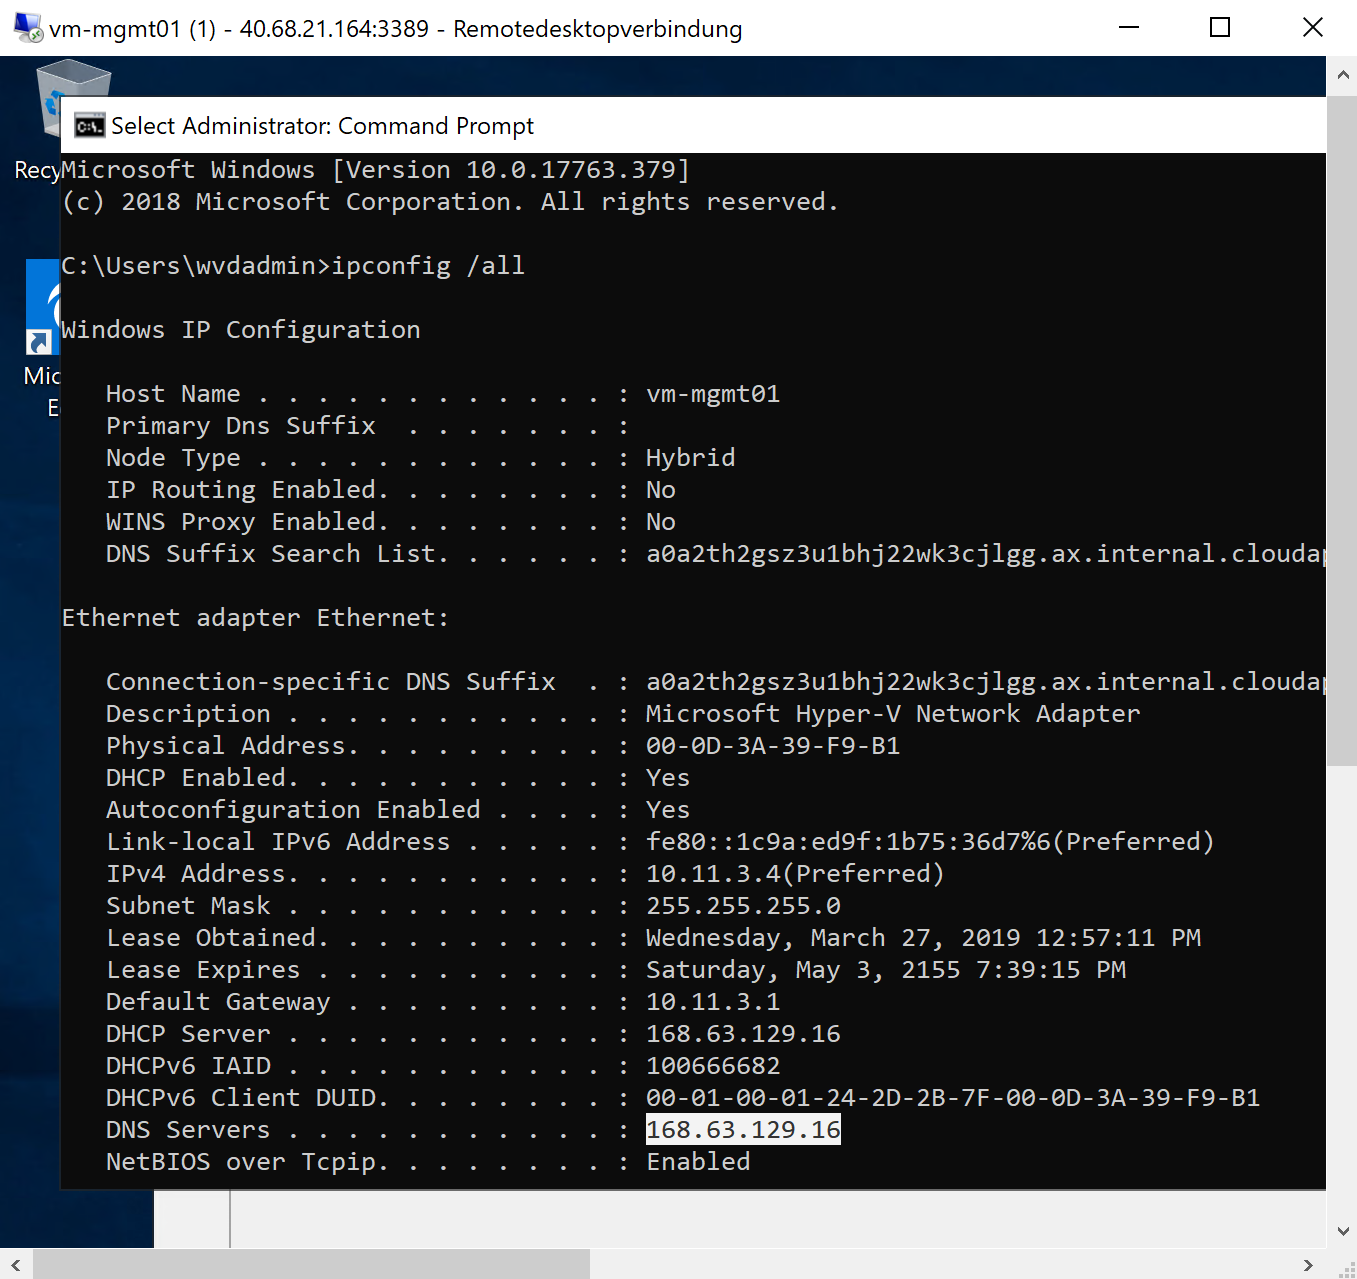 vm-mgmt01 (1) - 40.68.21.164:3389 - Remotedesktopverbindung
Select Administrator: Command Prompt
Recy
Microsoft Windows [Version 10.0.17763.379]
(c) 2018 Microsoft Corporation. All rights reserved.
C:\Users\wvdadmin>ipconfig /all
Windows IP Configuration
Mic
E
Host Name . . . . . . . . . . . . : vm-mgmt01
Primary Dns Suffix  . . . . . . . :
Node Type . . . . . . . . . . . . : Hybrid
IP Routing Enabled. . . . . . . . : No
WINS Proxy Enabled. . . . . . . . : No
DNS Suffix Search List. . . . . . : a0a2th2gsz3u1bhj22wk3cjlgg.ax.internal.cloudap
Ethernet adapter Ethernet:
Connection-specific DNS Suffix  . : a0a2th2gsz3u1bhj22wk3cjlgg.ax.internal.cloudap
Description . . . . . . . . . . . : Microsoft Hyper-V Network Adapter
Physical Address. . . . . . . . . : 00-0D-3A-39-F9-B1
DHCP Enabled. . . . . . . . . . . : Yes
Autoconfiguration Enabled . . . . : Yes
Link-local IPv6 Address . . . . . : fe80::1c9a:ed9f:1b75:36d7%6(Preferred)
IPv4 Address. . . . . . . . . . . : 10.11.3.4(Preferred)
Subnet Mask . . . . . . . . . . . : 255.255.255.0
Lease Obtained. . . . . . . . . . : Wednesday, March 27, 2019 12:57:11 PM
Lease Expires . . . . . . . . . . : Saturday, May 3, 2155 7:39:15 PM
Default Gateway . . . . . . . . . : 10.11.3.1
DHCP Server . . . . . . . . . . . : 168.63.129.16
DHCPv6 IAID . . . . . . . . . . . : 100666682
DHCPv6 Client DUID. . . . . . . . : 00-01-00-01-24-2D-2B-7F-00-0D-3A-39-F9-B1
DNS Servers . . . . . . . . . . . : 168.63.129.16
NetBIOS over Tcpip. . . . . . . . : Enabled